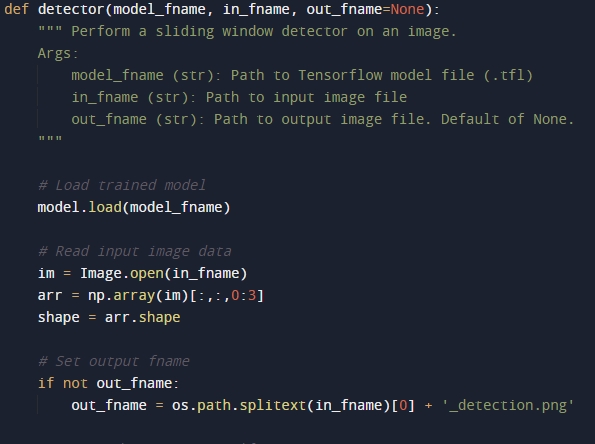 def detector(model_fname, in_fname, out_fname=None):
    """ Perform a sliding window detector on an image.
    Args:
        model_fname (str): Path to Tensorflow model file (.tfl)
        in_fname (str): Path to input image file
        out_fname (str): Path to output image file. Default of None.
    """
    # Load trained model
    model.load(model_fname)
    # Read input image data
    im = Image.open(in_fname)
    arr = np.array(im)[:,:,0:3]
    shape = arr.shape
    # Set output fname
    if not out_fname:
        out_fname = os.path.splitext(in_fname)[0] + '_detection.png'